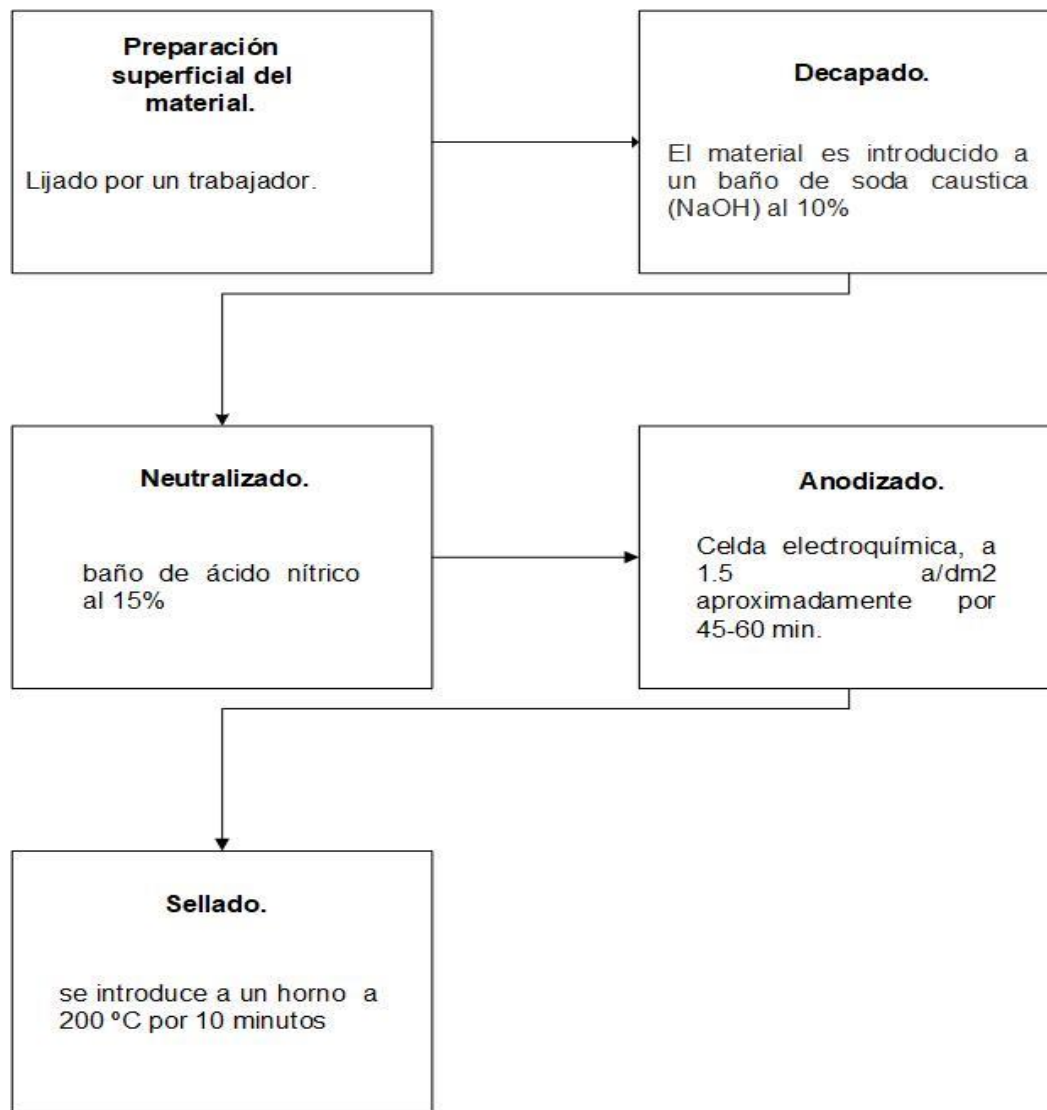 Preparación
superficial del
material.
Lijado por un trabajador.
Decapado.
El material es introducido a
un baño de soda caustica
(NaOH) al 10%
Neutralizado.
baño de ácido nítrico
al 15%
Anodizado.
Celda electroquímica, a
1.5 a/dm2
aproximadamente por
45-60 min.
Sellado.
se introduce a un horno a
200 ºC por 10 minutos